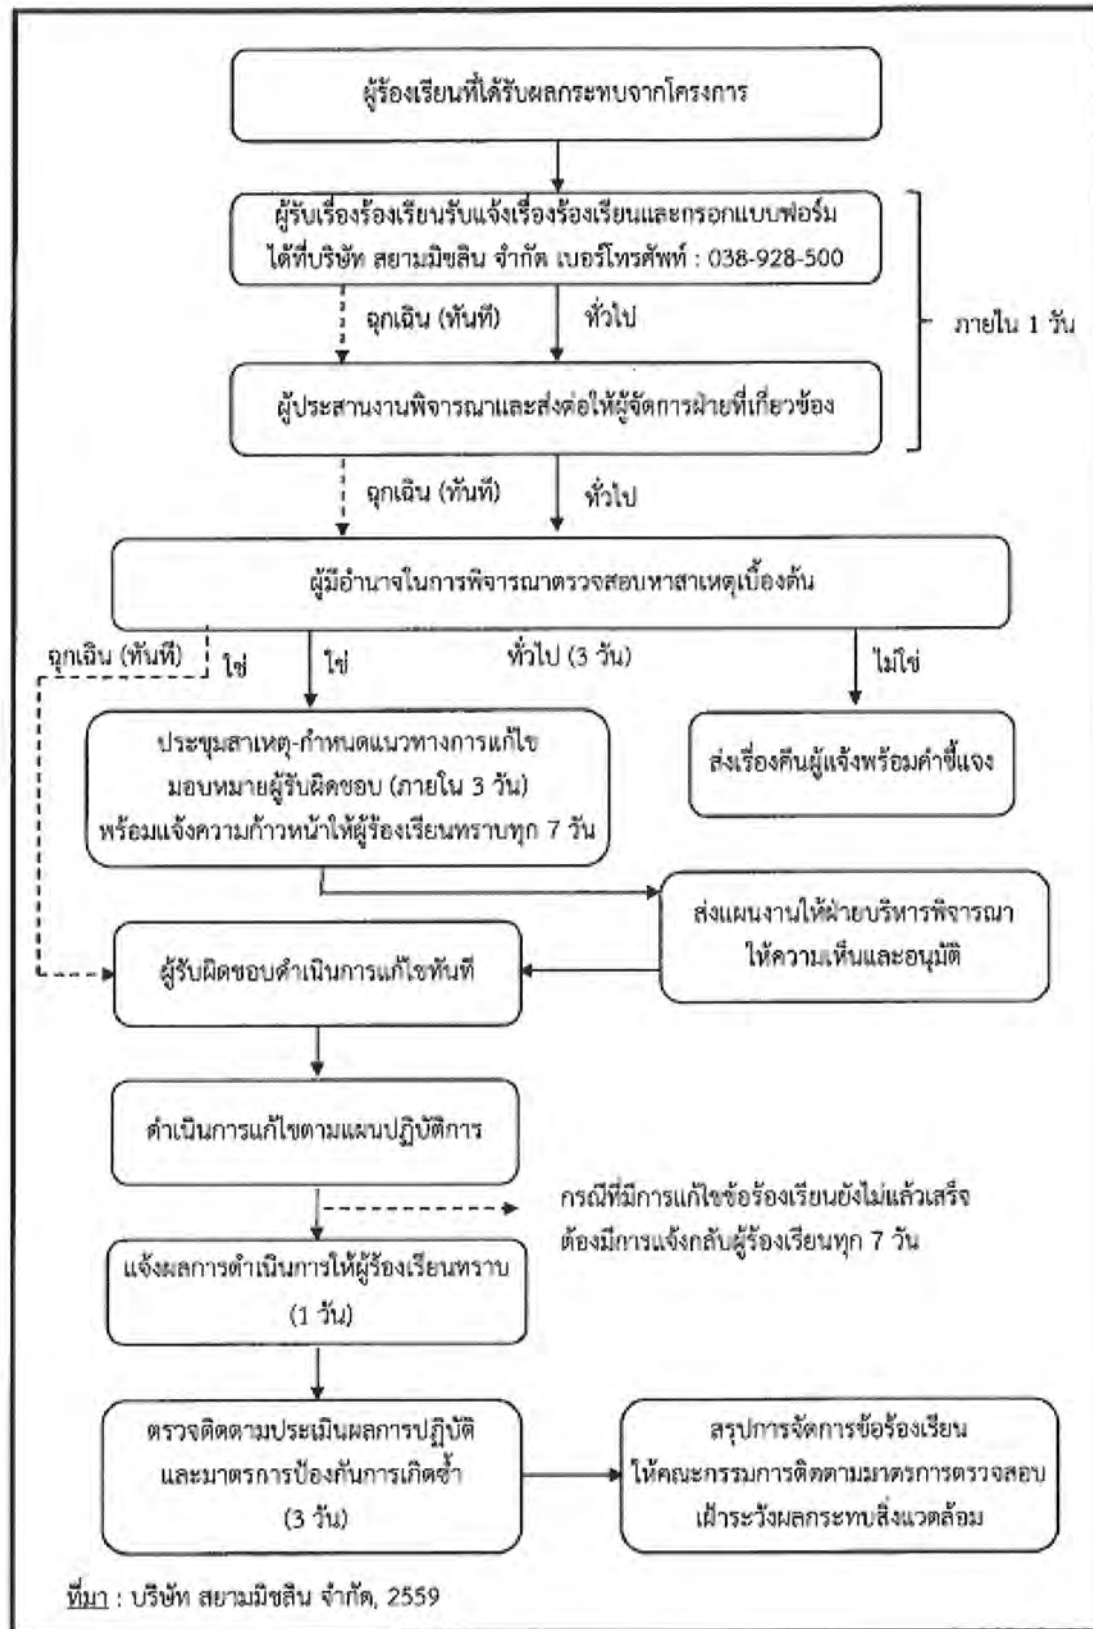 ผู้ร้องเรียนที่ได้รับผลกระทบจากโครงการ
ผู้รับเรื่องร้องเรียนรับแจ้งเรื่องร้องเรียนและกรอกแบบฟอร์ม
ได้ที่บริษัท สยามมิชลิน จำกัด เบอร์โทรศัพท์ : 038-928-500
ฉุกเฉิน (ทันที)
ทั่วไป
ภายใน 1 วัน
ผู้ประสานงานพิจารณาและส่งต่อให้ผู้จัดการฝ่ายที่เกี่ยวข้อง
ฉุกเฉิน (ทันที)
ทั่วไป
ผู้มีอำนาจในการพิจารณาตรวจสอบหาสาเหตุเบื้องต้น
ฉุกเฉิน (ทันที)
ใช่
ใช่
ทั่วไป (3 วัน)
ไม่ใช่
ประชุมสาเหตุ-กำหนดแนวทางการแก้ไข
มอบหมายผู้รับผิดชอบ (ภายใน 3 วัน)
พร้อมแจ้งความก้าวหน้าให้ผู้ร้องเรียนทราบทุก 7 วัน
ส่งเรื่องคืนผู้แจ้งพร้อมคำชี้แจง
ส่งแผนงานให้ฝ่ายบริหารพิจารณา
ให้ความเห็นและอนุมัติ
ผู้รับผิดชอบดำเนินการแก้ไขทันที
ดำเนินการแก้ไขตามแผนปฏิบัติการ
กรณีที่มีการแก้ไขข้อร้องเรียนยังไม่แล้วเสร็จ
ต้องมีการแจ้งกลับผู้ร้องเรียนทุก 7 วัน
แจ้งผลการดำเนินการให้ผู้ร้องเรียนทราบ
(1 วัน)
ตรวจติดตามประเมินผลการปฏิบัติ
และมาตรการป้องกันการเกิดซ้ำ
(3 วัน)
สรุปการจัดการข้อร้องเรียน
ให้คณะกรรมการติดตามมาตรการตรวจสอบ
เฝ้าระวังผลกระทบสิ่งแวดล้อม
ที่มา : บริษัท สยามมิชลิน จำกัด, 2559